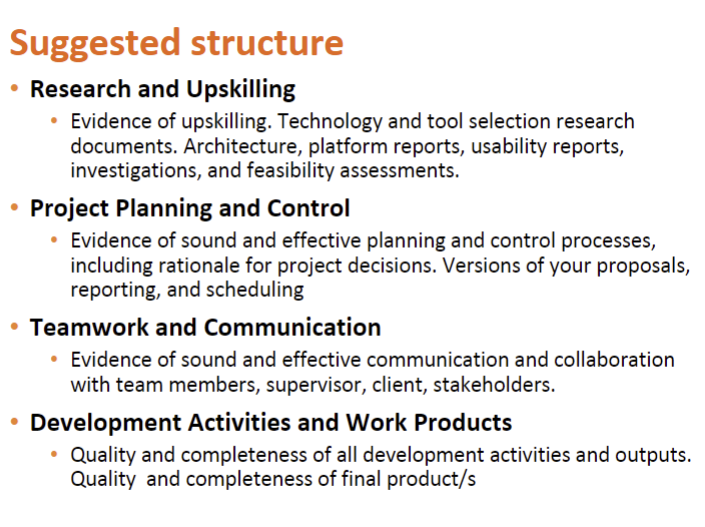 Suggested structure
• Research and Upskilling
• Evidence of upskilling. Technology and tool selection research
documents. Architecture, platform reports, usability reports,
investigations, and feasibility assessments.
• Project Planning and Control
• Evidence of sound and effective planning and control processes,
including rationale for project decisions. Versions of your proposals,
reporting, and scheduling
• Teamwork and Communication
• Evidence of sound and effective communication and collaboration
with team members, supervisor, client, stakeholders.
• Development Activities and Work Products
• Quality and completeness of all development activities and outputs.
Quality  and completeness of final product/s